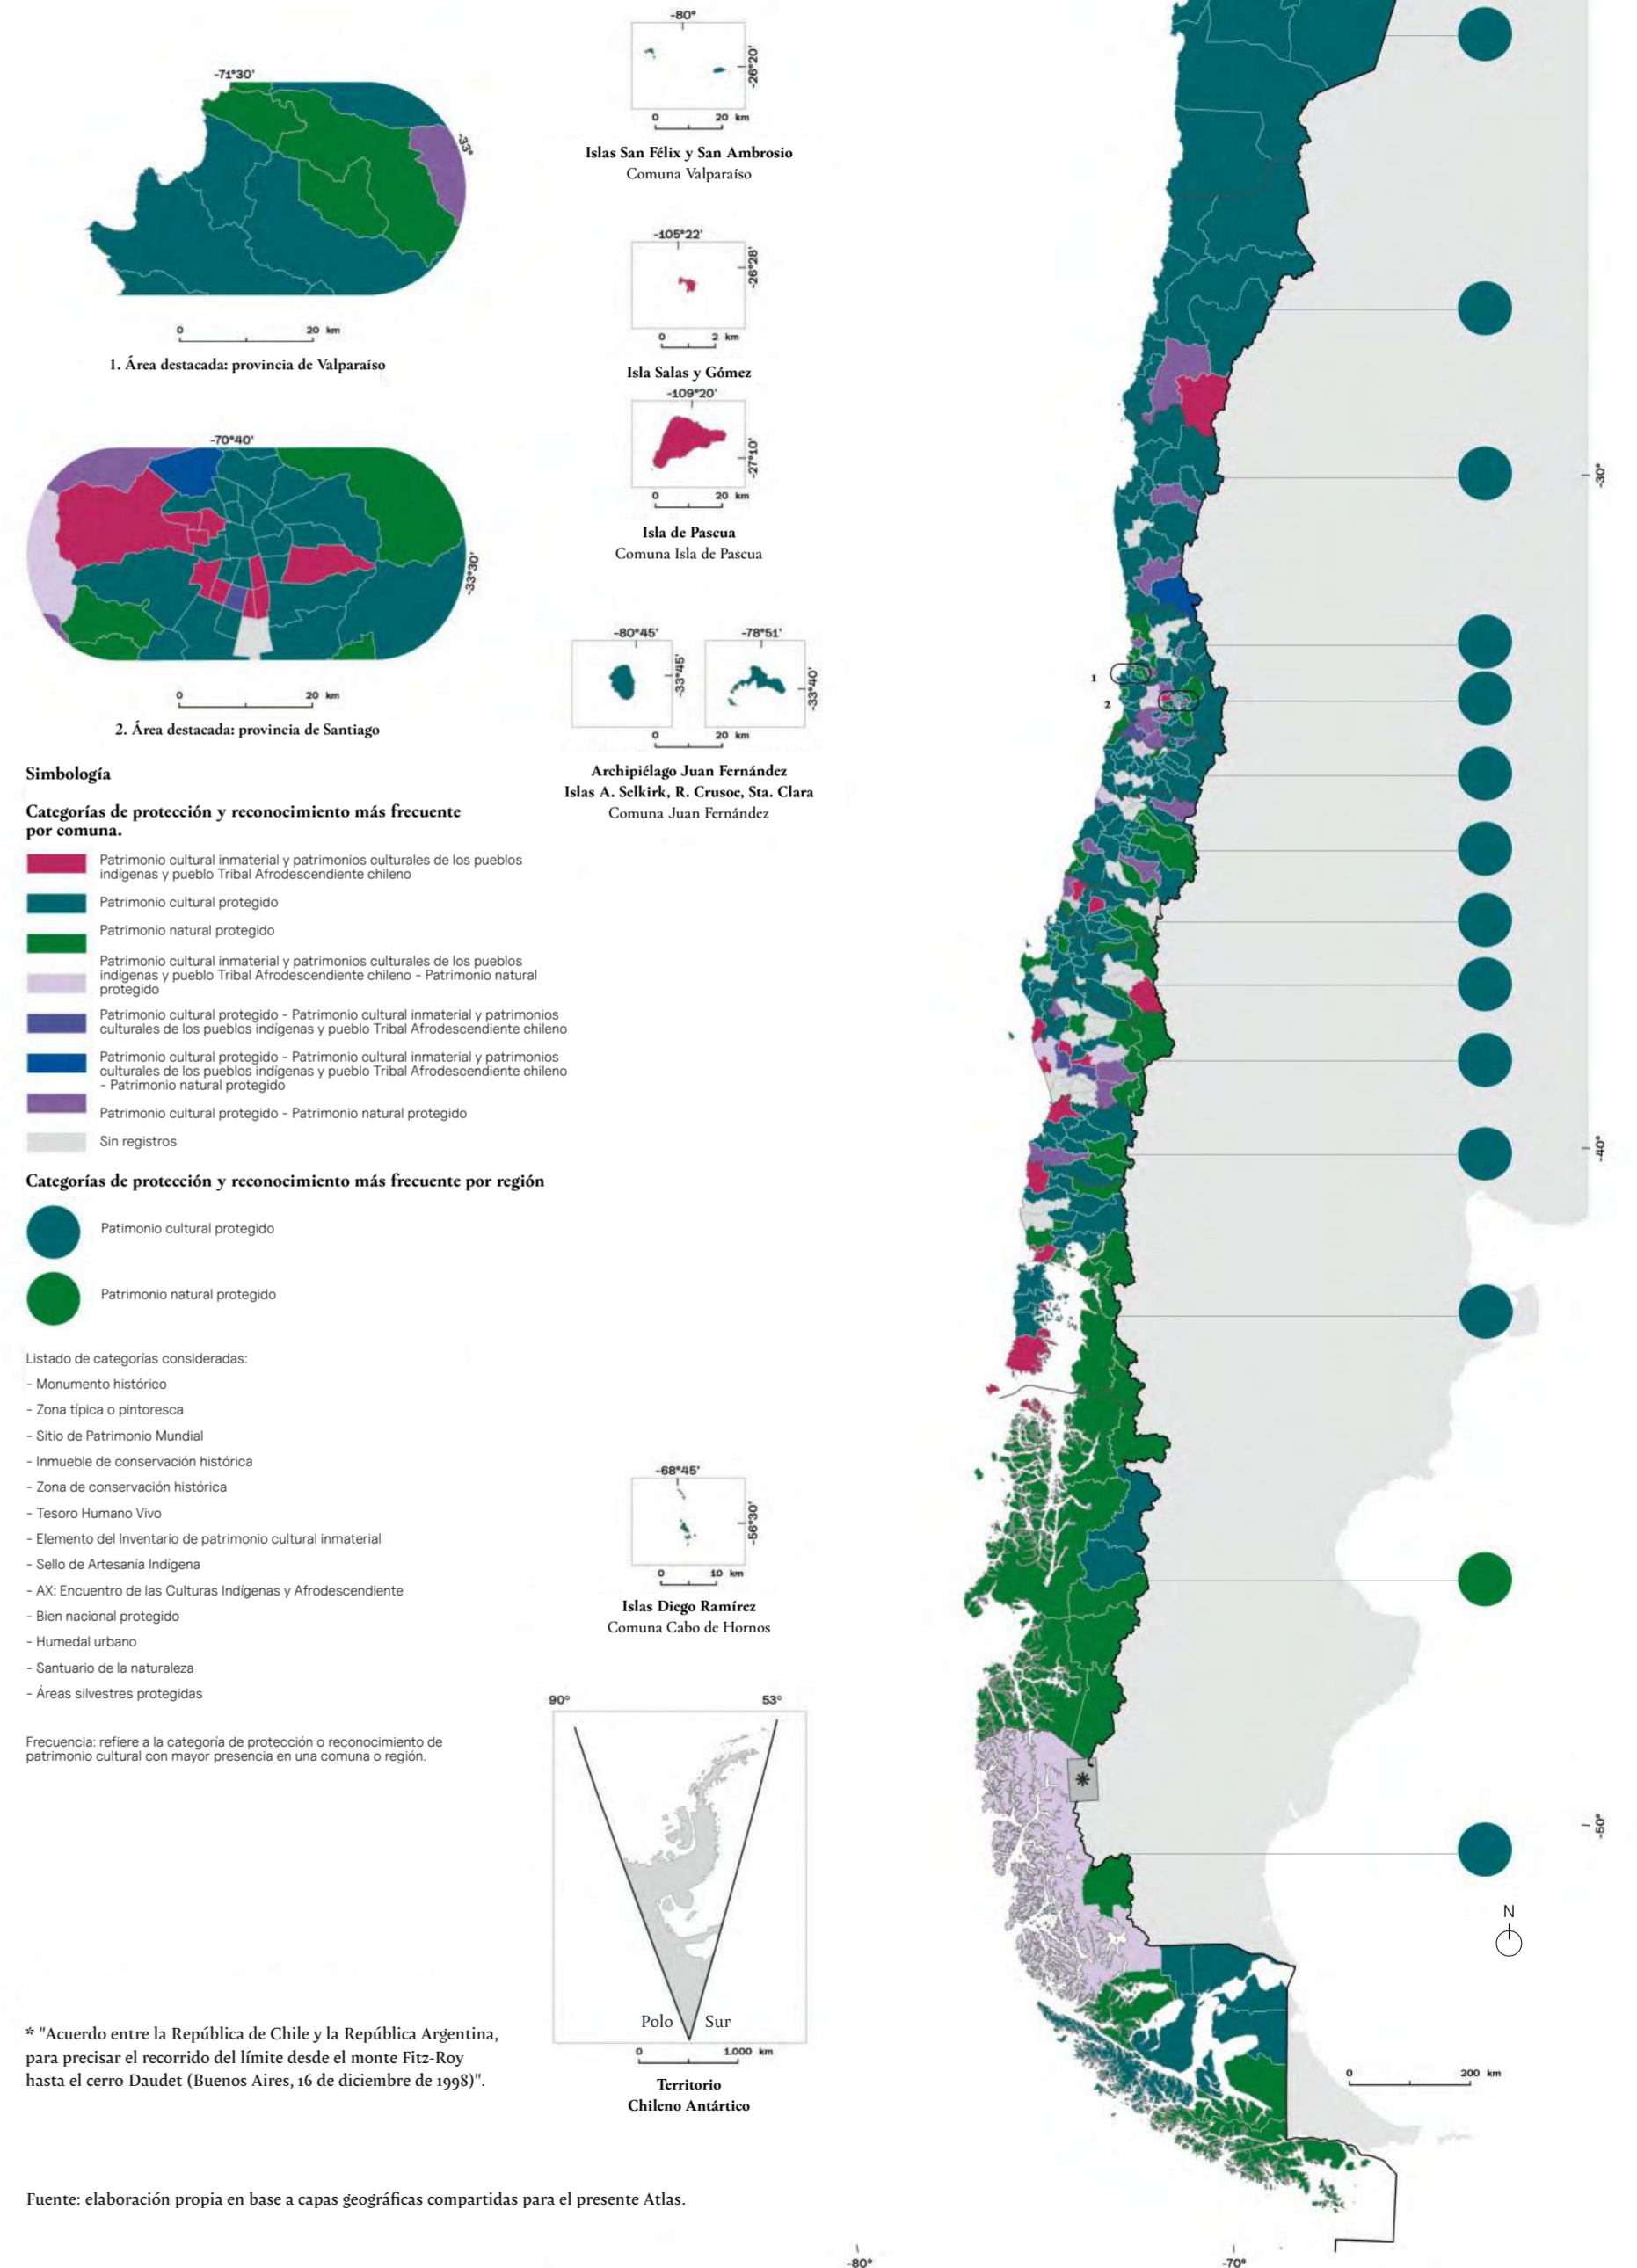 -71°30'
-33°
0 20 km
1. Área destacada: provincia de Valparaíso
-70°40'
-33°30'
0 20 km
2. Área destacada: provincia de Santiago
-80°
-26°20'
0 20 km
Islas San Félix y San Ambrosio
Comuna Valparaíso
-105°22'
-26°28'
0 2 km
Isla Salas y Gómez
-109°20'
-27°10'
0 20 km
Isla de Pascua
Comuna Isla de Pascua
-80°45'
-33°45'
-78°51'
-33°40'
0 20 km
Archipiélago Juan Fernández
Islas A. Selkirk, R. Crusoe, Sta. Clara
Comuna Juan Fernández
Simbología
Categorías de protección y reconocimiento más frecuente
por comuna.
Patrimonio cultural inmaterial y patrimonios culturales de los pueblos
indígenas y pueblo Tribal Afrodescendiente chileno
Patrimonio cultural protegido
Patrimonio natural protegido
Patrimonio cultural inmaterial y patrimonios culturales de los pueblos
indígenas y pueblo Tribal Afrodescendiente chileno - Patrimonio natural
protegido
Patrimonio cultural protegido - Patrimonio cultural inmaterial y patrimonios
culturales de los pueblos indígenas y pueblo Tribal Afrodescendiente chileno
Patrimonio cultural protegido - Patrimonio cultural inmaterial y patrimonios
culturales de los pueblos indígenas y pueblo Tribal Afrodescendiente chileno
- Patrimonio natural protegido
Patrimonio cultural protegido - Patrimonio natural protegido
Sin registros
Categorías de protección y reconocimiento más frecuente por región
Patimonio cultural protegido
Patrimonio natural protegido
Listado de categorías consideradas:
- Monumento histórico
- Zona típica o pintoresca
- Sitio de Patrimonio Mundial
- Inmueble de conservación histórica
- Zona de conservación histórica
- Tesoro Humano Vivo
- Elemento del Inventario de patrimonio cultural inmaterial
- Sello de Artesanía Indígena
- AX: Encuentro de las Culturas Indígenas y Afrodescendiente
- Bien nacional protegido
- Humedal urbano
- Santuario de la naturaleza
- Áreas silvestres protegidas
Frecuencia: refiere a la categoría de protección o reconocimiento de
patrimonio cultural con mayor presencia en una comuna o región.
-68°45'
-56°30'
0 10 km
Islas Diego Ramírez
Comuna Cabo de Hornos
90° 53°
Polo Sur
0 1.000 km
Territorio
Chileno Antártico
* "Acuerdo entre la República de Chile y la República Argentina,
para precisar el recorrido del límite desde el monte Fitz-Roy
hasta el cerro Daudet (Buenos Aires, 16 de diciembre de 1998)".
Fuente: elaboración propia en base a capas geográficas compartidas para el presente Atlas.
1
2
*
-30°
-40°
-50°
N
0 200 km
-80° -70°